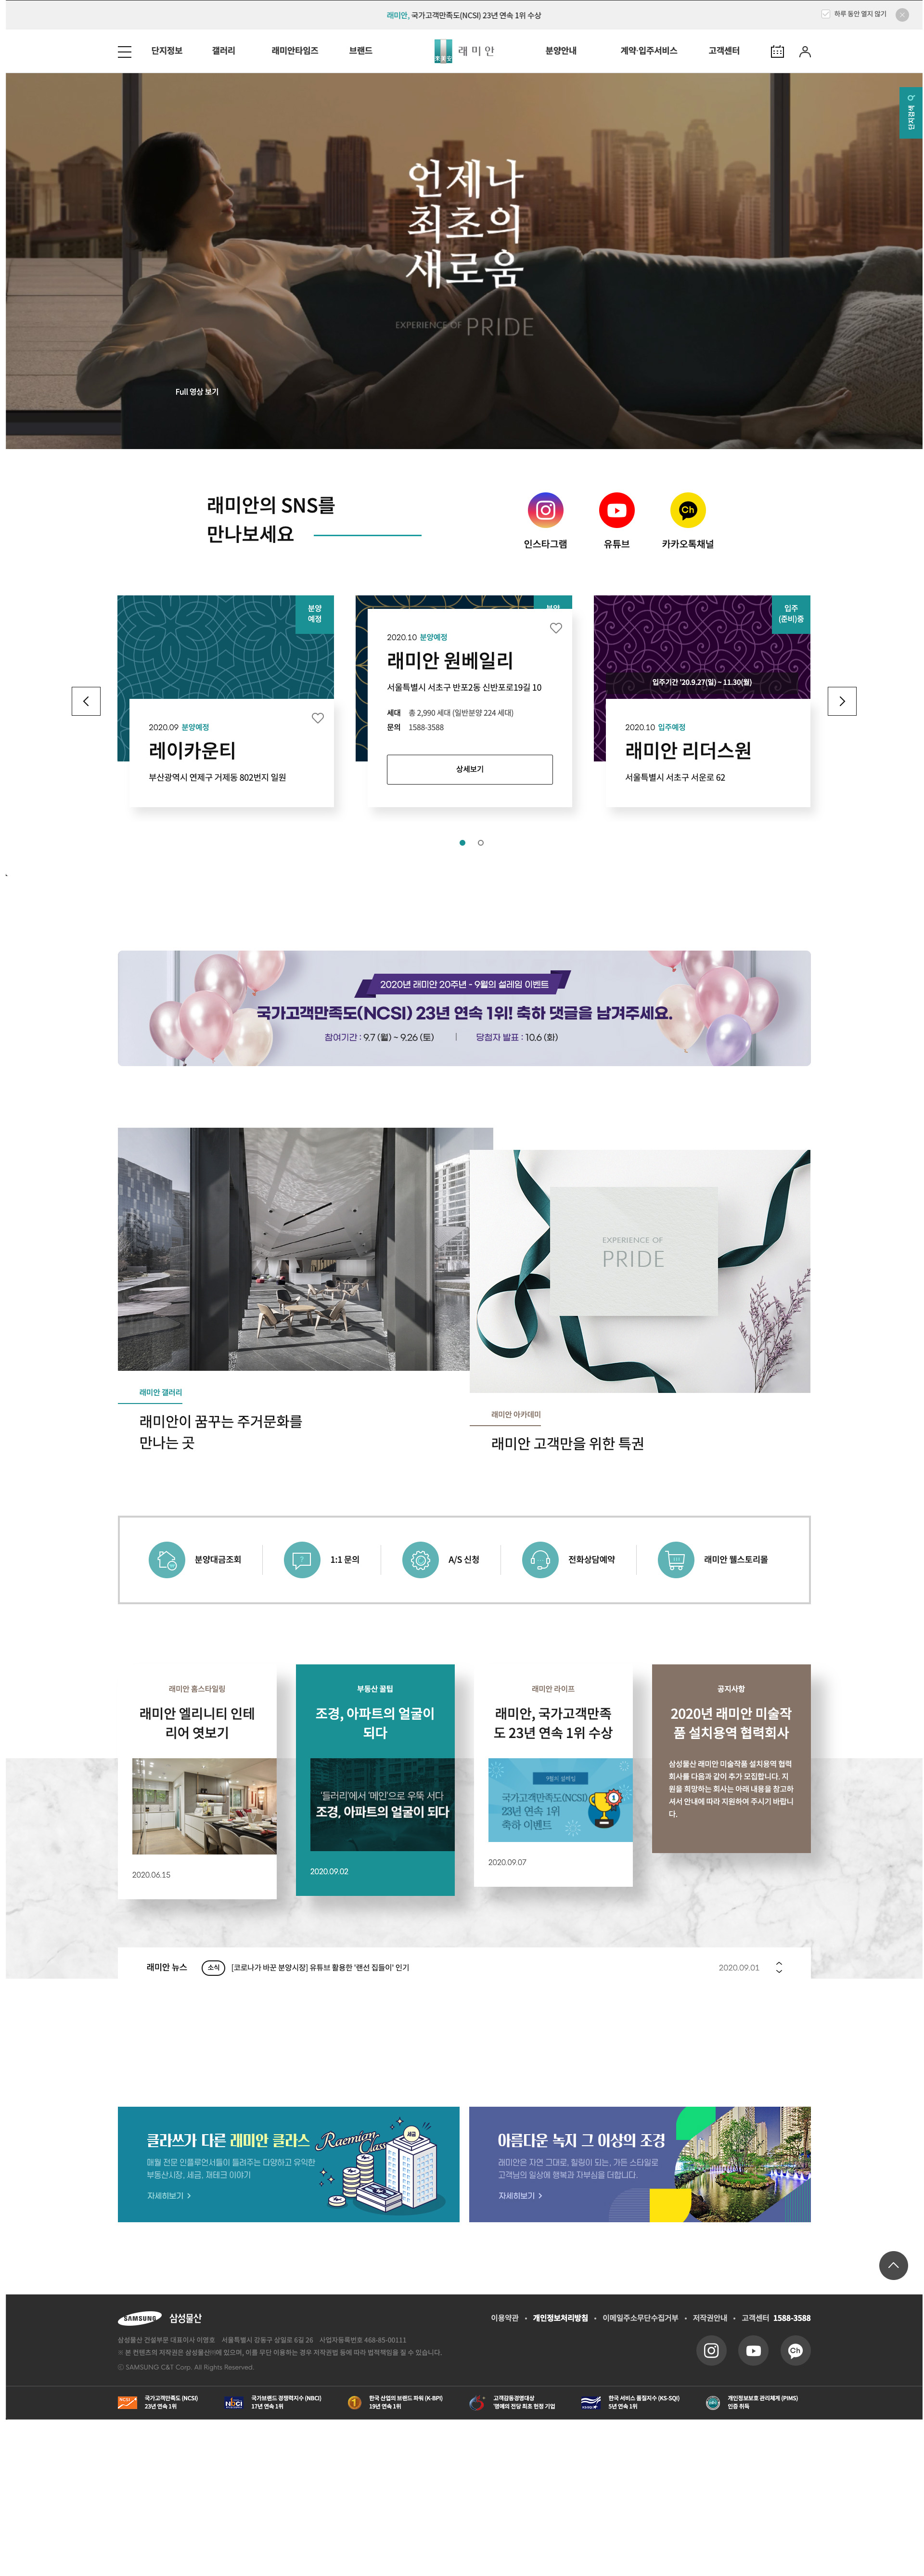 래미안, 국가고객만족도(NCSI) 23년 연속 1위 수상
하루 동안 열지 않기
단지정보 갤러리 래미안타임즈 브랜드 래미안 분양안내 계약·입주서비스 고객센터
단지검색
언제나
최초의
새로움
EXPERIENCE OF PRIDE
Full 영상 보기
래미안의 SNS를
만나보세요
인스타그램 유튜브 카카오톡채널
분양
예정
2020.09 분양예정
레이카운티
부산광역시 연제구 거제동 802번지 일원
분양
2020.10 분양예정
래미안 원베일리
서울특별시 서초구 반포2동 신반포로19길 10
세대 총 2,990 세대 (일반분양 224 세대)
문의 1588-3588
상세보기
입주
(준비)중
입주기간 '20.9.27(일) ~ 11.30(월)
2020.10 입주예정
래미안 리더스원
서울특별시 서초구 서운로 62
2020년 래미안 20주년 - 9월의 설레임 이벤트
국가고객만족도(NCSI) 23년 연속 1위! 축하 댓글을 남겨주세요.
참여기간 : 9.7 (월) ~ 9.26 (토) | 당첨자 발표 : 10.6 (화)
EXPERIENCE OF
PRIDE
래미안 갤러리
래미안이 꿈꾸는 주거문화를
만나는 곳
래미안 아카데미
래미안 고객만을 위한 특권
분양대금조회 1:1 문의 A/S 신청 전화상담예약 래미안 웰스토리몰
래미안 홈스타일링
래미안 엘리니티 인테
리어 엿보기
2020.06.15
부동산 꿀팁
조경, 아파트의 얼굴이
되다
'들러리'에서 '메인'으로 우뚝 서다
조경, 아파트의 얼굴이 되다
2020.09.02
래미안 라이프
래미안, 국가고객만족
도 23년 연속 1위 수상
9월의 설레임
국가고객만족도(NCSI)
23년 연속 1위
축하 이벤트
2020.09.07
공지사항
2020년 래미안 미술작
품 설치용역 협력회사
삼성물산 래미안 미술작품 설치용역 협력
회사를 다음과 같이 추가 모집합니다. 지
원을 희망하는 회사는 아래 내용을 참고하
셔서 안내에 따라 지원하여 주시기 바랍니
다.
래미안 뉴스 소식 [코로나가 바꾼 분양시장] 유튜브 활용한 '랜선 집들이' 인기 2020.09.01
클라쓰가 다른 래미안 클라스
매월 전문 인플루언서들이 들려주는 다양하고 유익한
부동산시장, 세금, 재테크 이야기
자세히보기
Raemian Class
세금
아름다운 녹지 그 이상의 조경
래미안은 자연 그대로, 힐링이 되는, 가든 스타일로
고객님의 일상에 행복과 자부심을 더합니다.
자세히보기
SAMSUNG 삼성물산
이용약관 • 개인정보처리방침 • 이메일주소무단수집거부 • 저작권안내 • 고객센터 1588-3588
삼성물산 건설부문 대표이사 이영호 서울특별시 강동구 상일로 6길 26 사업자등록번호 468-85-00111
※ 본 컨텐츠의 저작권은 삼성물산㈜에 있으며, 이를 무단 이용하는 경우 저작권법 등에 따라 법적책임을 질 수 있습니다.
ⓒ SAMSUNG C&T Corp. All Rights Reserved.
국가고객만족도 (NCSI)
23년 연속 1위
국가브랜드 경쟁력지수 (NBCI)
17년 연속 1위
한국 산업의 브랜드 파워 (K-BPI)
19년 연속 1위
고객감동경영대상
'명예의 전당 최초 헌정 기업
한국 서비스 품질지수 (KS-SQI)
5년 연속 1위
개인정보보호 관리체계 (PIMS)
인증 취득